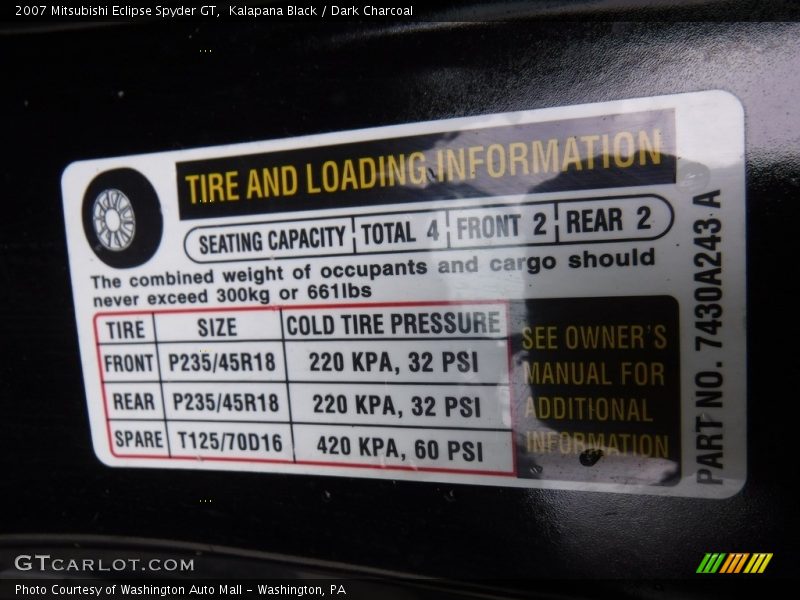 2007 Mitsubishi Eclipse Spyder GT,  Kalapana Black / Dark Charcoal
TIRE AND LOADING INFORMATION
SEATING CAPACITY TOTAL 4 FRONT 2 REAR 2
The combined weight of occupants and cargo should
never exceed 300kg or 661lbs
TIRE SIZE COLD TIRE PRESSURE
FRONT P235/45R18 220 KPA, 32 PSI
REAR P235/45R18 220 KPA, 32 PSI
SPARE T125/70D16 420 KPA, 60 PSI
SEE OWNER'S
MANUAL FOR
ADDITIONAL
INFORMATION
PART NO. 7430A243 A
GTCARLOT.COM
Photo Courtesy of Washington Auto Mall - Washington, PA